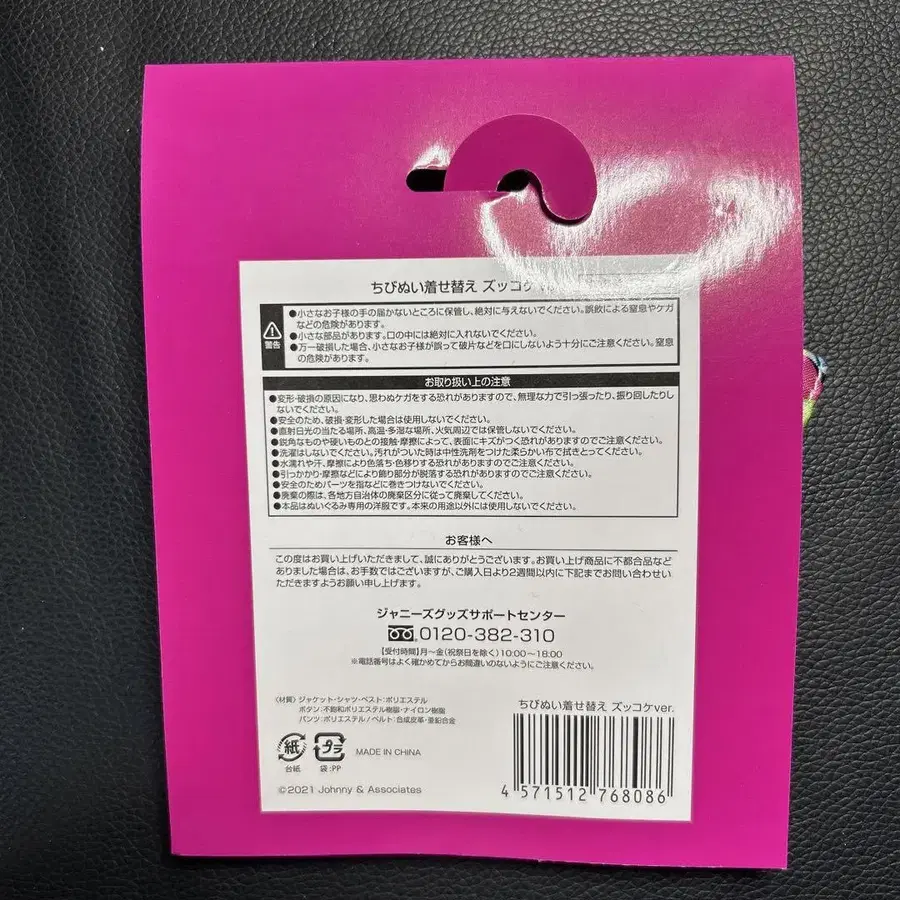 ちびぬい着せ替え ズッコケ
警告
●小さなお子様の手の届かないところに保管し、絶対に与えないでください。誤飲による窒息やケガ
などの危険があります。
●小さな部品があります。口の中には絶対に入れないでください。
●万一破損した場合、小さなお子様が誤って破片などを口にしないよう十分にご注意ください。窒息
の危険があります。
お取り扱い上の注意
●変形・破損の原因になり、思わぬケガをする恐れがありますので、無理な力で引っ張ったり、振り回したりし
ないでください。
●安全のため、破損・変形した場合は使用しないでください。
●直射日光の当たる場所、高温・多湿な場所、火気周辺では保管しないでください。
●鋭角なものや硬いものとの接触・摩擦によって、表面にキズがつく恐れがありますのでご注意ください。
●洗濯はしないでください。汚れがついた時は中性洗剤をつけた柔らかい布で拭きとってください。
●水濡れや汗、摩擦により色落ち・色移りする恐れがありますのでご注意ください。
●引っかかり・摩擦などにより飾り部分が脱落する恐れがありますのでご注意ください。
●安全のためパーツを指などに巻きつけないでください。
●廃棄の際は、各地方自治体の廃棄区分に従って廃棄してください。
●本品はぬいぐるみ専用の洋服です。本来の用途以外には使用しないでください。
お客様へ
この度はお買い上げいただきまして、誠にありがとうございます。お買い上げ商品に不都合品など
ありました場合は、お手数ではございますが、ご購入日より2週間以内に下記までお問い合わせい
ただきますようお願い申し上げます。
ジャニーズグッズサポートセンター
0120-382-310
【受付時間】月〜金(祝祭日を除く)10:00〜18:00
※電話番号はよく確かめてからお間違いのないようにご注意ください。
〈材質〉ジャケット・シャツ・ベスト:ポリエステル
ボタン:不飽和ポリエステル樹脂・ナイロン樹脂
パンツ:ポリエステル/ベルト:合成皮革・亜鉛合金
紙
台紙
プラ
袋:PP
MADE IN CHINA
©2021 Johnny & Associates
ちびぬい着せ替え ズッコケver.
4 571512 768086